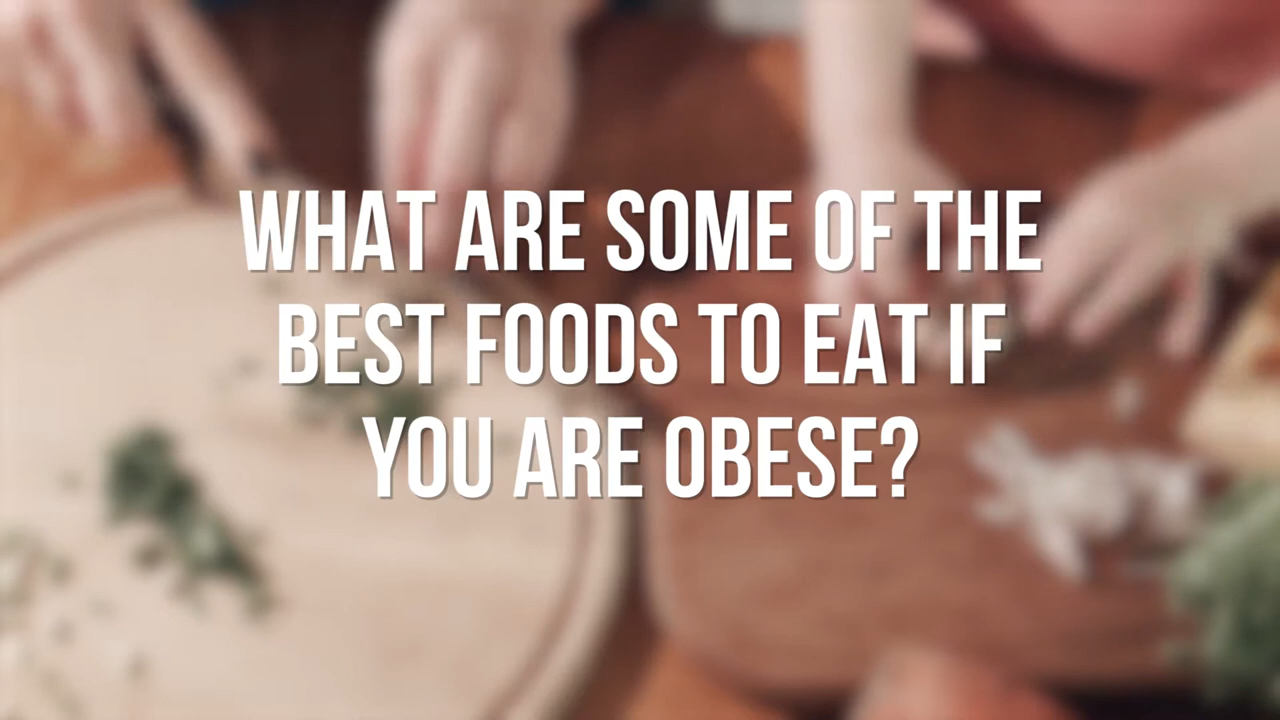 WHAT ARE SOME OF THE
BEST FOODS TO EAT IF
YOU ARE OBESE?